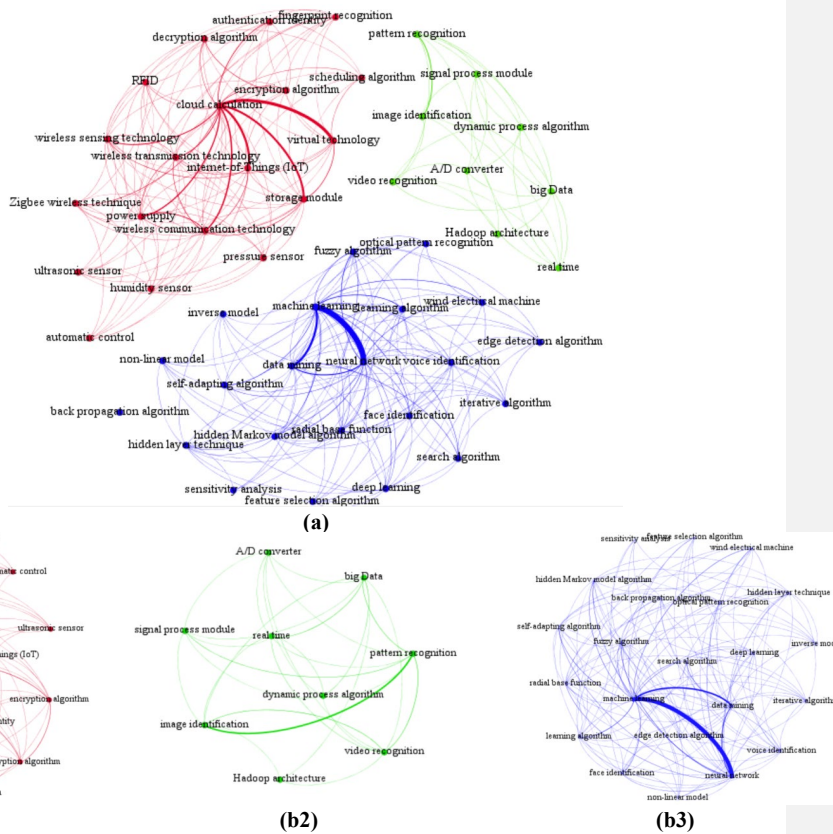 fingerprint recognition
authentication identity
pattern recognition
decryption algorithm
scheduling algorithm
signal process module
RFID
encryption algorithm
cloud calculation
image identification
dynamic process algorithm
wireless sensing technology
virtual technology
wireless transmission technology
internet-of-Things (IoT)
A/D converter
video recognition
big Data
storage module
Zigbee wireless technique
power supply
wireless communication technology
Hadoop architecture
optical pattern recognition
fuzzy algorithm
pressure sensor
real time
ultrasonic sensor
humidity sensor
machine learning
learning algorithm
wind electrical machine
inverse model
automatic control
edge detection algorithm
non-linear model
data mining
neural network
voice identification
self-adapting algorithm
iterative algorithm
back propagation algorithm
face identification
radial base function
hidden Markov model algorithm
hidden layer technique
search algorithm
sensitivity analysis
deep learning
feature selection algorithm
(a)
matic control
ultrasonic sensor
ings (IoT)
encryption algorithm
ntity
yption algorithm
A/D converter
big Data
signal process module
real time
pattern recognition
dynamic process algorithm
image identification
video recognition
Hadoop architecture
(b2)
sensitivity analysis
feature selection algorithm
wind electrical machine
hidden Markov model algorithm
hidden layer technique
back propagation algorithm
optical pattern recognition
self-adapting algorithm
fuzzy algorithm
inverse mo
deep learning
search algorithm
radial base function
machine learning
data mining
iterative algorith
learning algorithm
edge detection algorithm
voice identification
face identification
neural network
non-linear model
(b3)